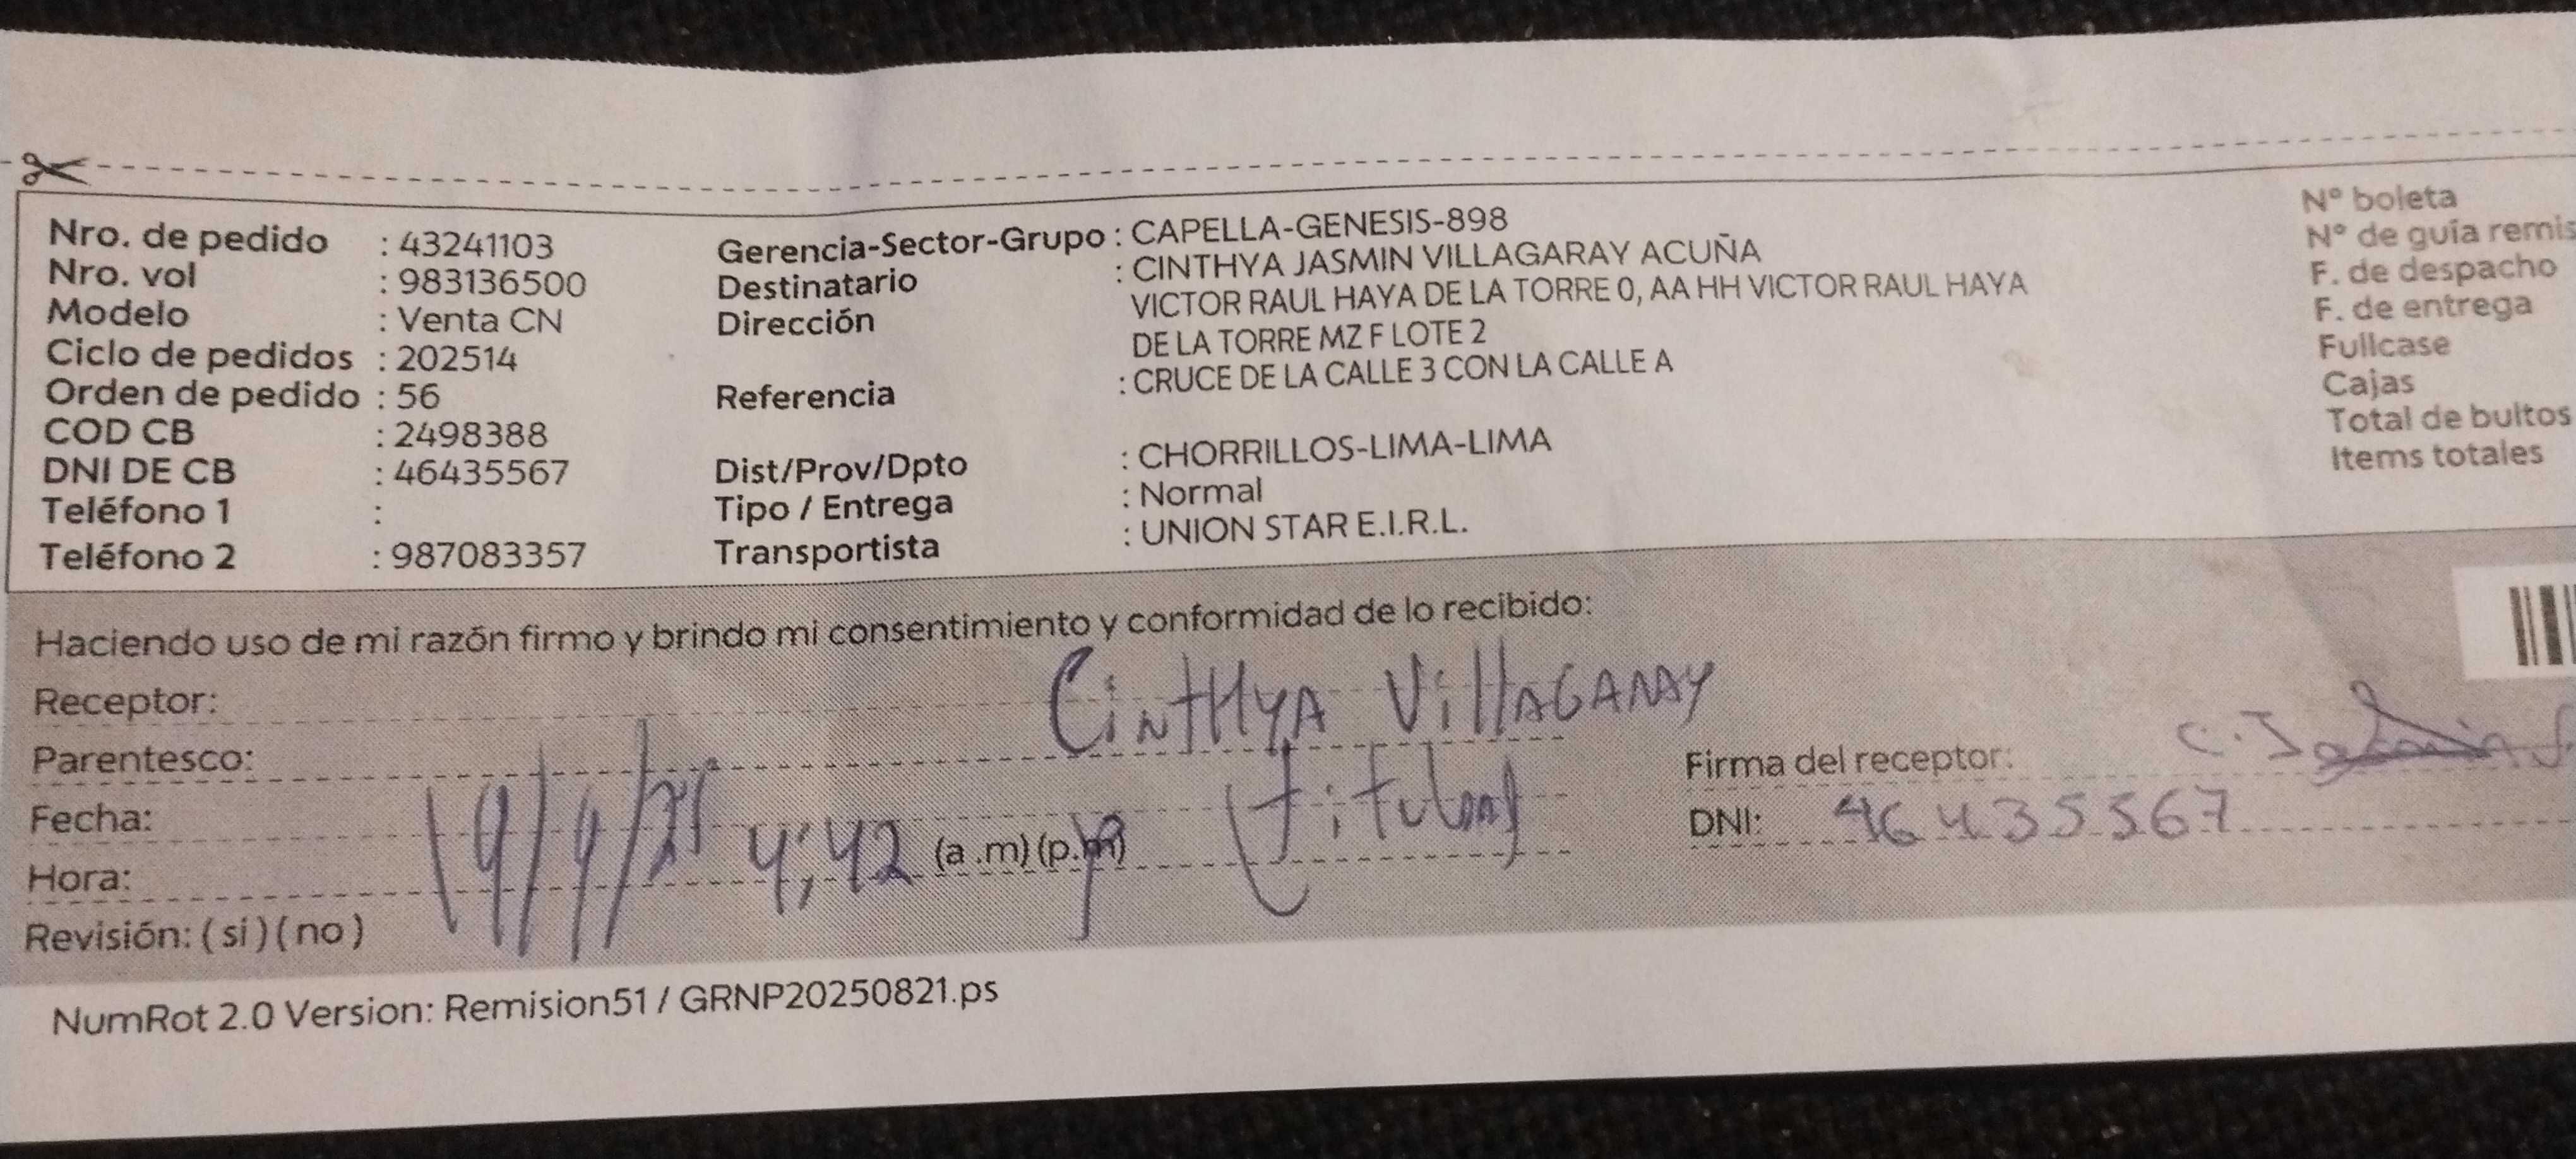 Nro. de pedido : 43241103
Nro. vol : 983136500
Modelo : Venta CN
Ciclo de pedidos : 202514
Orden de pedido : 56
COD CB : 2498388
DNI DE CB : 46435567
Teléfono 1 :
Teléfono 2 : 987083357
Gerencia-Sector-Grupo : CAPELLA-GENESIS-898
Destinatario : CINTHYA JASMIN VILLAGARAY ACUÑA
Dirección VICTOR RAUL HAYA DE LA TORRE 0, AA HH VICTOR RAUL HAYA
DE LA TORRE MZ F LOTE 2
Referencia : CRUCE DE LA CALLE 3 CON LA CALLE A
Dist/Prov/Dpto : CHORRILLOS-LIMA-LIMA
Tipo / Entrega : Normal
Transportista : UNION STAR E.I.R.L.
N° boleta
N° de guía remis
F. de despacho
F. de entrega
Fullcase
Cajas
Total de bultos
Items totales
Haciendo uso de mi razón firmo y brindo mi consentimiento y conformidad de lo recibido:
Receptor: Cinthya Villagaray
Parentesco: (titular)
Fecha:
Hora: 4:42 (a .m) (p.m)
Revisión: ( si ) ( no )
Firma del receptor:
DNI: 46435567
NumRot 2.0 Version: Remision51 / GRNP20250821.ps